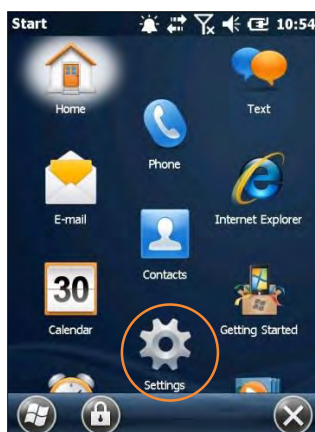 Start 10:54
Home
Text
Phone
E-mail
Internet Explorer
Contacts
30
Calendar
Getting Started
Settings